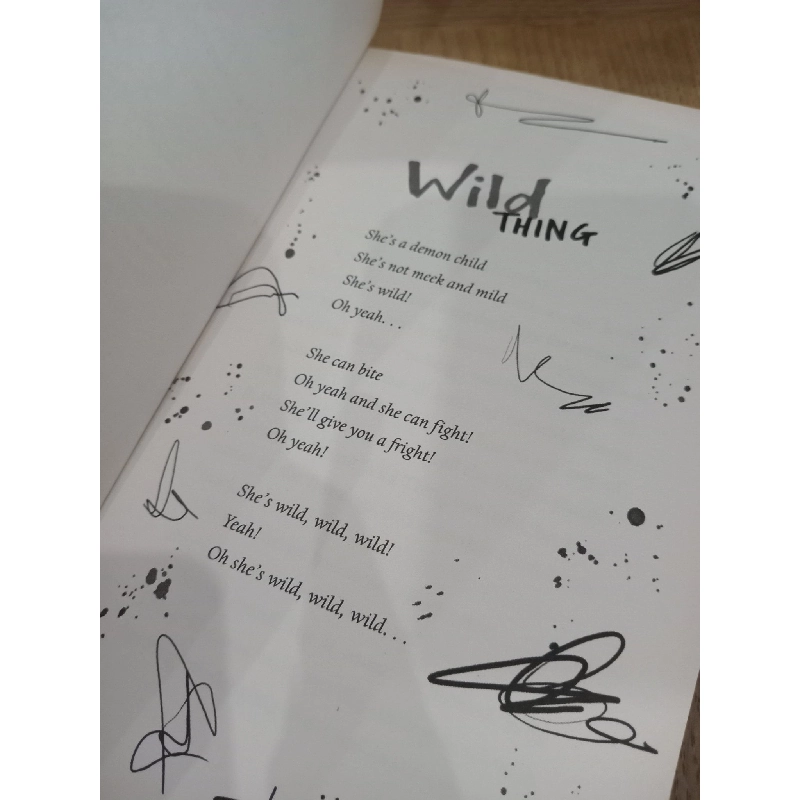 Wild
THING
She's a demon child
She's not meek and mild
She's wild!
Oh yeah. . .
She can bite
Oh yeah and she can fight!
She'll give you a fright!
Oh yeah!
She's wild, wild, wild!
Yeah!
Oh she's wild, wild, wild. . .